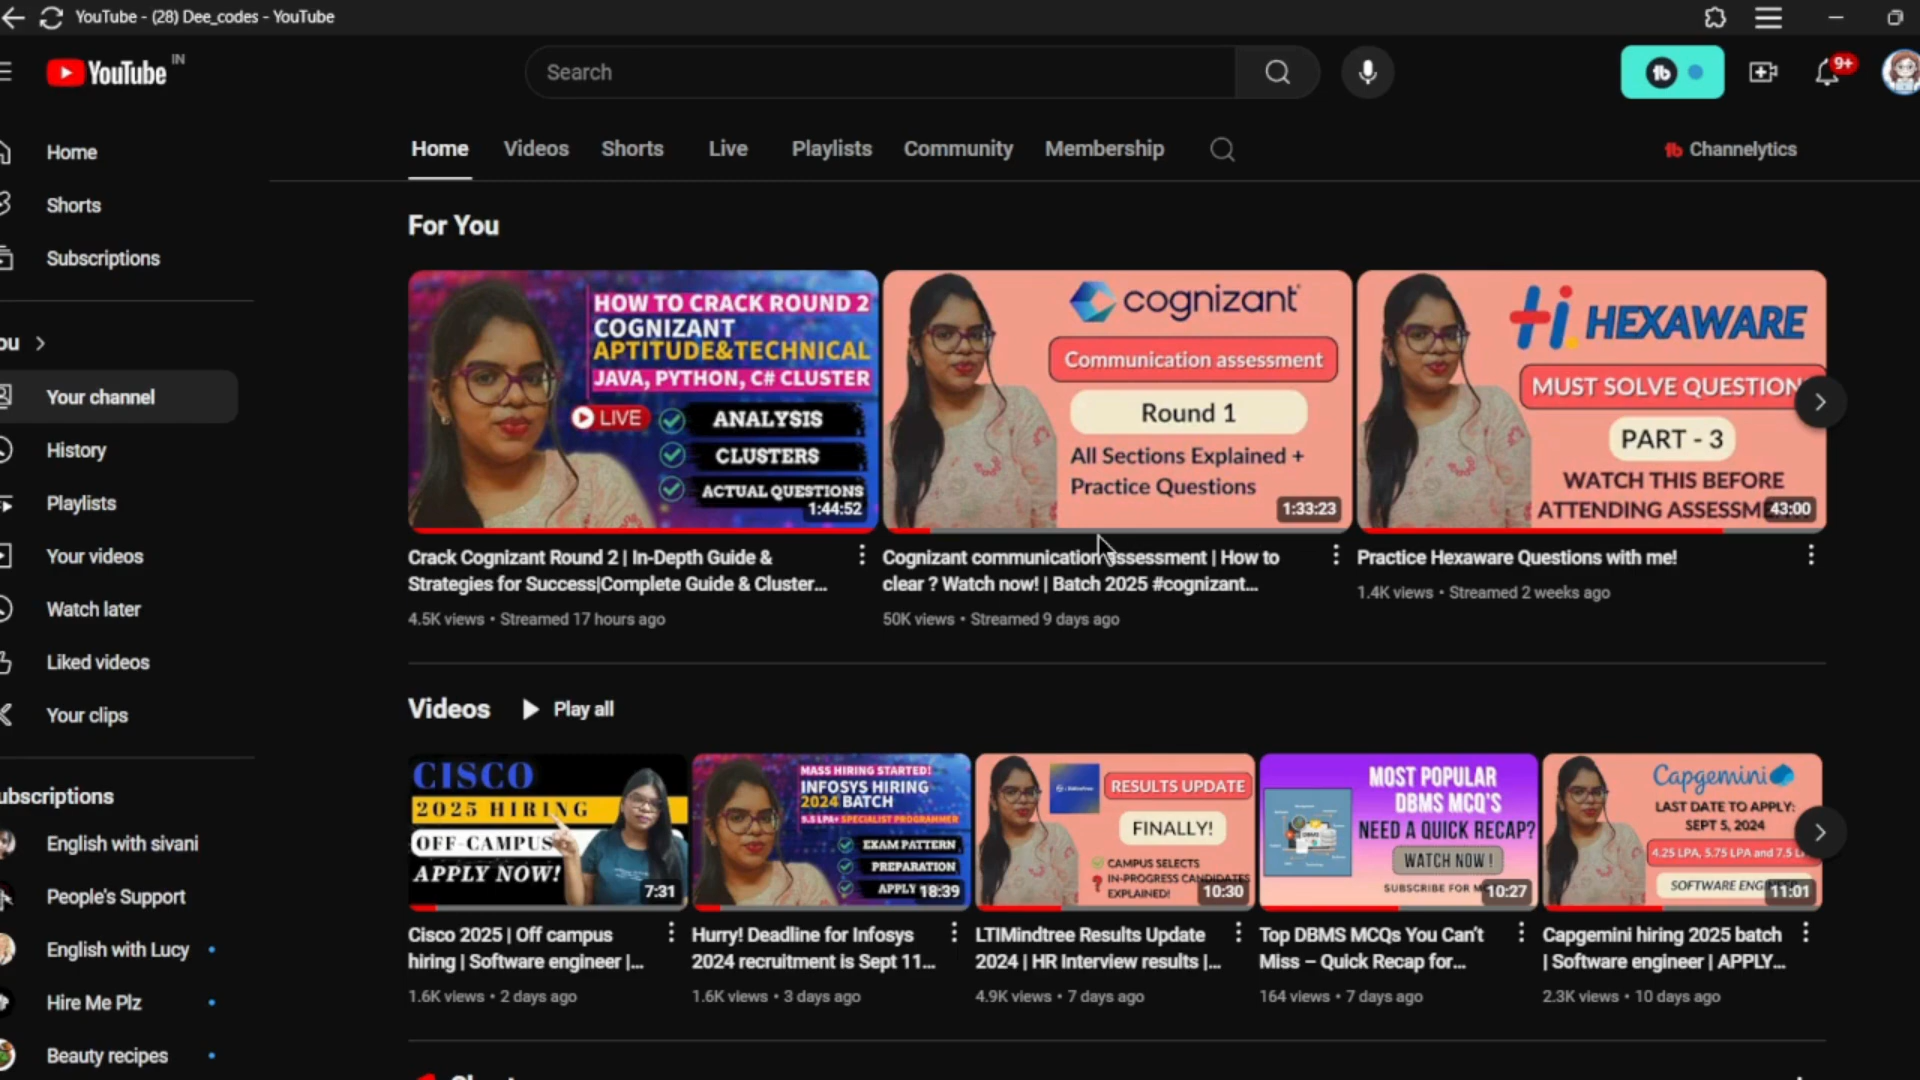 YouTube - (28) Dee_codes - YouTube
YouTube IN
Search
9+
Home
Shorts
Subscriptions
ou >
Your channel
History
Playlists
Your videos
Watch later
Liked videos
Your clips
ubscriptions
English with sivani
People's Support
English with Lucy
Hire Me Plz
Beauty recipes
Home Videos Shorts Live Playlists Community Membership
Channelytics
For You
HOW TO CRACK ROUND 2
COGNIZANT
APTITUDE&TECHNICAL
JAVA, PYTHON, C# CLUSTER
LIVE
ANALYSIS
CLUSTERS
ACTUAL QUESTIONS
1:44:52
Crack Cognizant Round 2 | In-Depth Guide &
Strategies for Success|Complete Guide & Cluster...
4.5K views • Streamed 17 hours ago
cognizant
Communication assessment
Round 1
All Sections Explained +
Practice Questions
1:33:23
Cognizant communication assessment | How to
clear ? Watch now! | Batch 2025 #cognizant...
50K views • Streamed 9 days ago
HEXAWARE
MUST SOLVE QUESTION
PART - 3
WATCH THIS BEFORE
ATTENDING ASSESSME
43:00
Practice Hexaware Questions with me!
1.4K views • Streamed 2 weeks ago
Videos Play all
CISCO
2025 HIRING
OFF-CAMPUS
APPLY NOW!
7:31
Cisco 2025 | Off campus
hiring | Software engineer |...
1.6K views • 2 days ago
MASS HIRING STARTED!
INFOSYS HIRING
2024 BATCH
9.5 LPA+ SPECIALIST PROGRAMMER
EXAM PATTERN
PREPARATION
APPLY
18:39
Hurry! Deadline for Infosys
2024 recruitment is Sept 11...
1.6K views • 3 days ago
RESULTS UPDATE
FINALLY!
CAMPUS SELECTS
IN-PROGRESS CANDIDATES
EXPLAINED!
10:30
LTIMindtree Results Update
2024 | HR Interview results |...
4.9K views • 7 days ago
MOST POPULAR
DBMS MCQ'S
NEED A QUICK RECAP?
WATCH NOW !
SUBSCRIBE FOR M
10:27
Top DBMS MCQs You Can't
Miss – Quick Recap for...
164 views • 7 days ago
Capgemini
LAST DATE TO APPLY:
SEPT 5, 2024
4.25 LPA, 5.75 LPA and 7.5 L
SOFTWARE ENG
11:01
Capgemini hiring 2025 batch
| Software engineer | APPLY...
2.3K views • 10 days ago